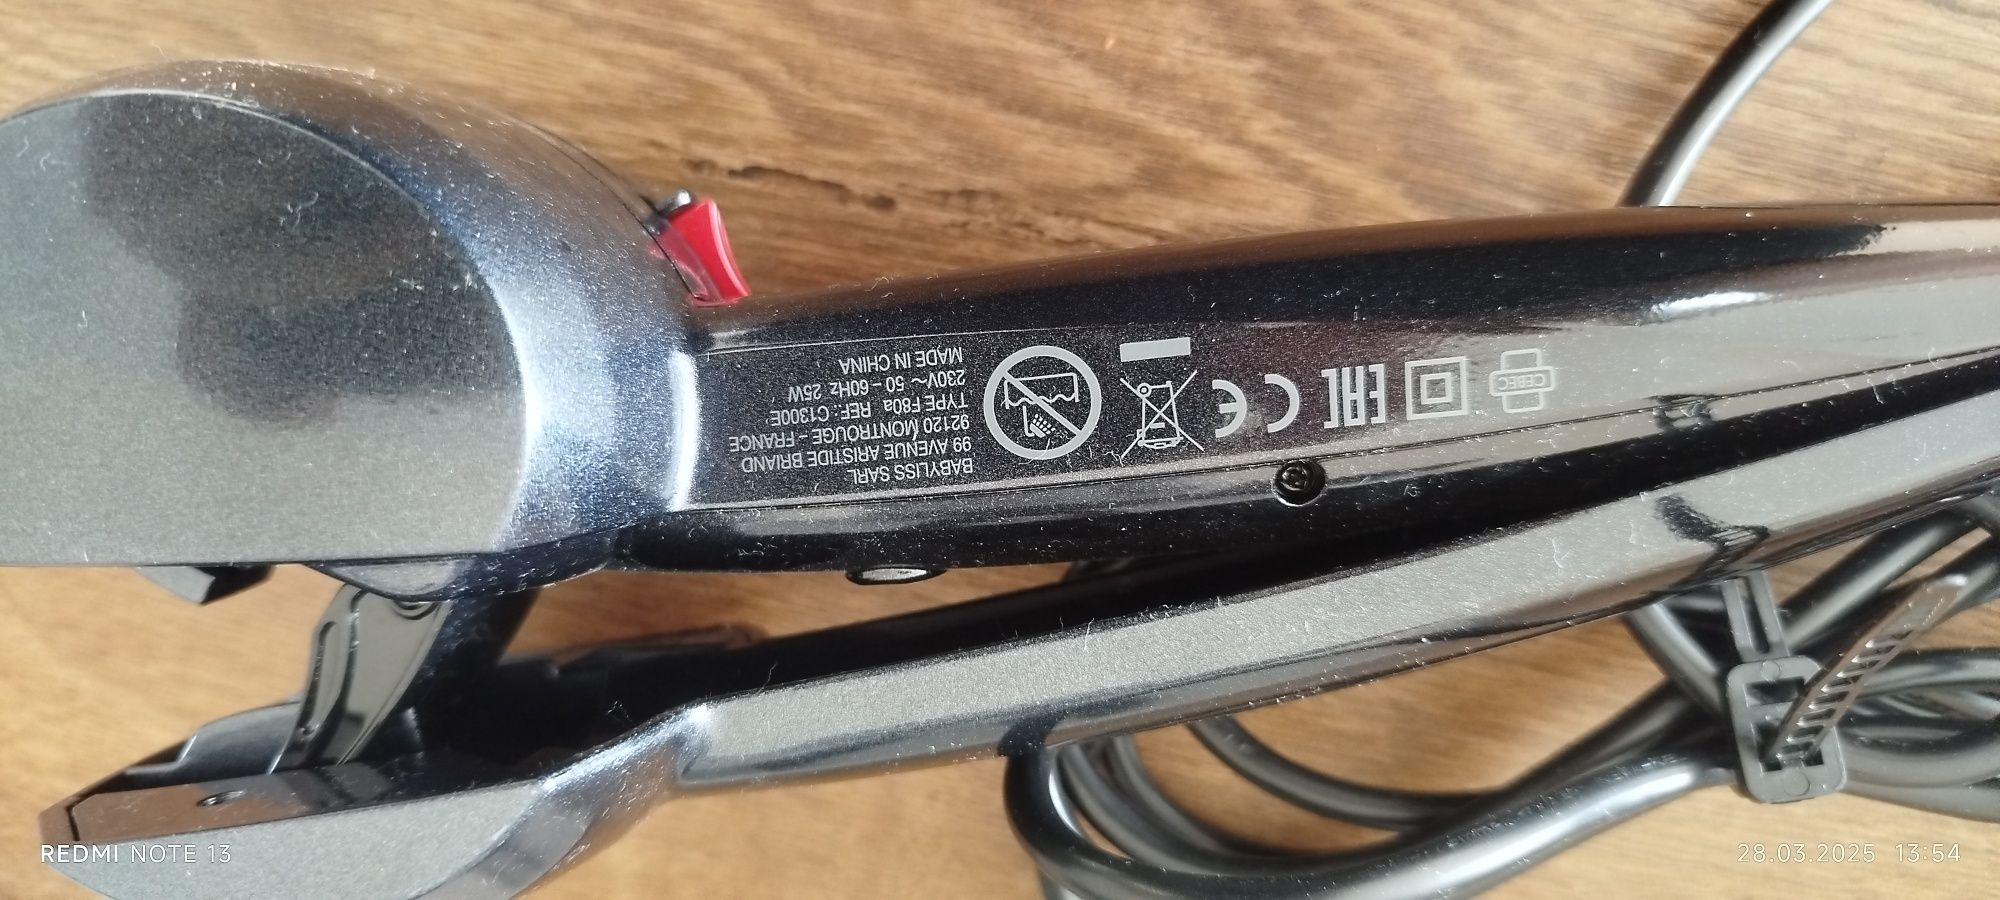 BABYLISS SARL
99 AVENUE ARISTIDE BRIAND
92120 MONTROUGE – FRANCE
TYPE F80a REF: C1300E
230V ~ 50 – 60Hz 25W
MADE IN CHINA
CE
EAC
CEBEC
REDMI NOTE 13
28.03.2025 13:54